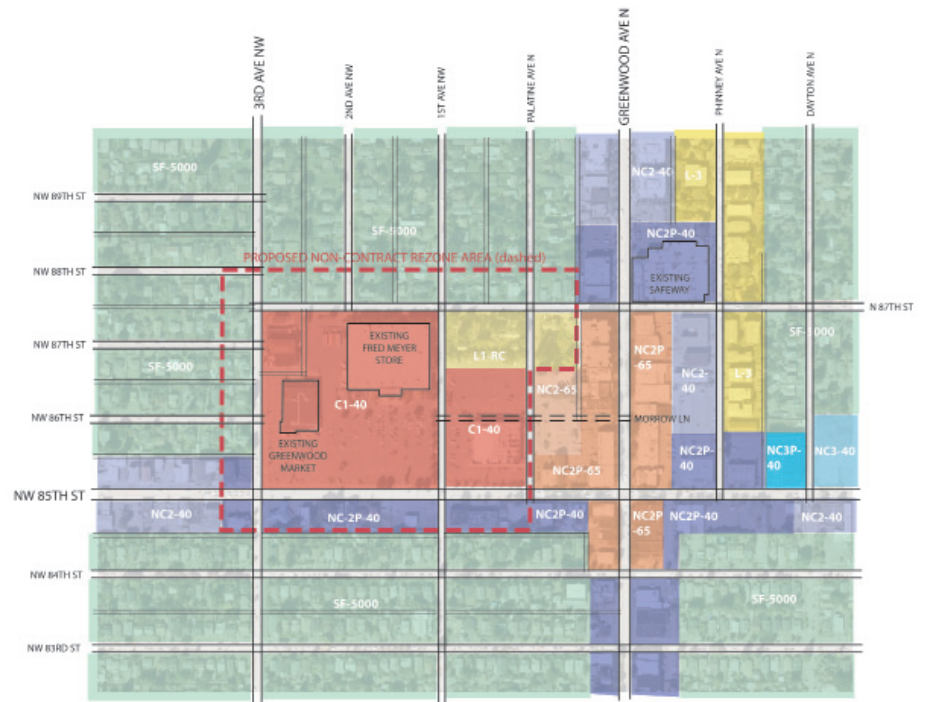 3RD AVE NW
2ND AVE NW
1ST AVE NW
PALATINE AVE N
GREENWOOD AVE N
PHINNEY AVE N
DAYTON AVE N
SF-5000
NC2-40
L-3
NW 89TH ST
SF-5000
NC2P-40
PROPOSED NON-CONTRACT REZONE AREA (dashed)
NW 88TH ST
EXISTING
SAFEWAY
N 87TH ST
EXISTING
FRED MEYER
STORE
SF-5000
NW 87TH ST
L1-RC
NC2P
-65
SF-5000
NC2-
40
L-3
NC2-65
C1-40
NW 86TH ST
MORROW LN
C1-40
EXISTING
GREENWOOD
MARKET
NC2P-
40
NC3P-
40
NC3-40
NC2P-65
NW 85TH ST
NC2-40
NC-2P-40
NC2P-40
NC2P
-65
NC2P-40
NC2-40
NW 84TH ST
SF-5000
SF-5000
NW 83RD ST